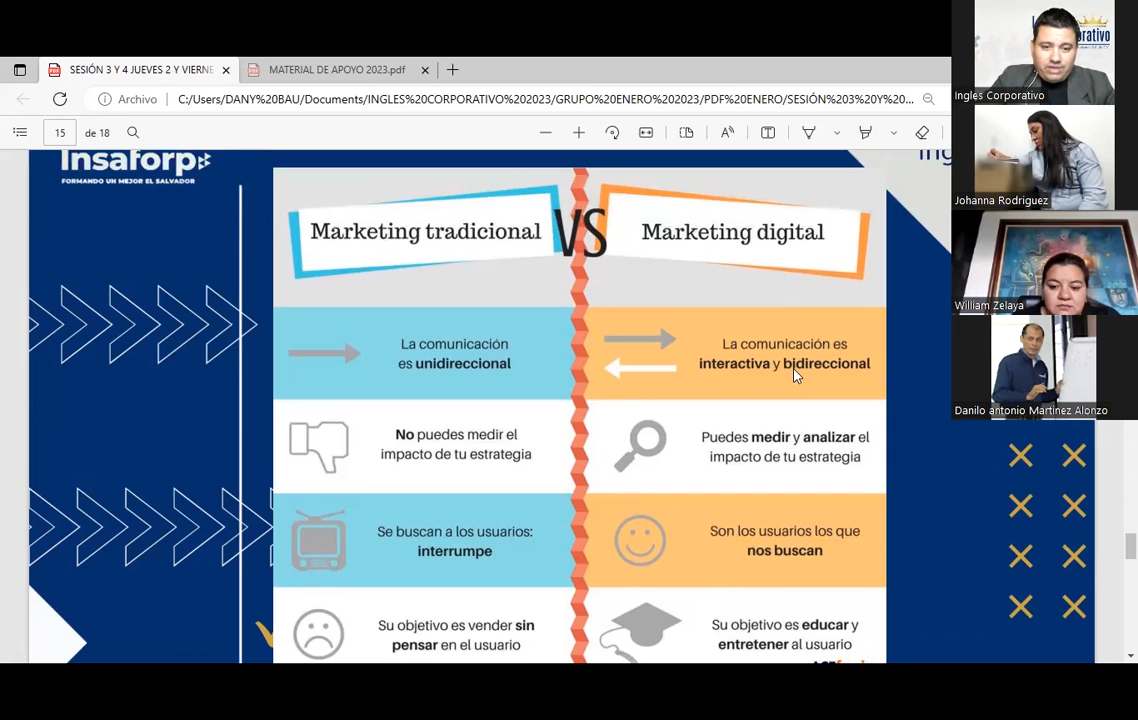 SESIÓN 3 Y 4 JUEVES 2 Y VIERNE
MATERIAL DE APOYO 2023.pdf
Archivo
C:/Users/DANY%20BAU/Documents/INGLES%20CORPORATIVO%202023/GRUPO%20ENERO%202023/PDF%20ENERO/SESIÓN%203%20Y%20...
15
de 18
Insaforp
FORMANDO UN MEJOR EL SALVADOR
Marketing tradicional
VS
Marketing digital
La comunicación
es unidireccional
La comunicación es
interactiva y bidireccional
No puedes medir el
impacto de tu estrategia
Puedes medir y analizar el
impacto de tu estrategia
Se buscan a los usuarios:
interrumpe
Son los usuarios los que
nos buscan
Su objetivo es vender sin
pensar en el usuario
Su objetivo es educar y
entretener al usuario
Ingles Corporativo
Johanna Rodriguez
William Zelaya
Danilo antonio Martinez Alonzo